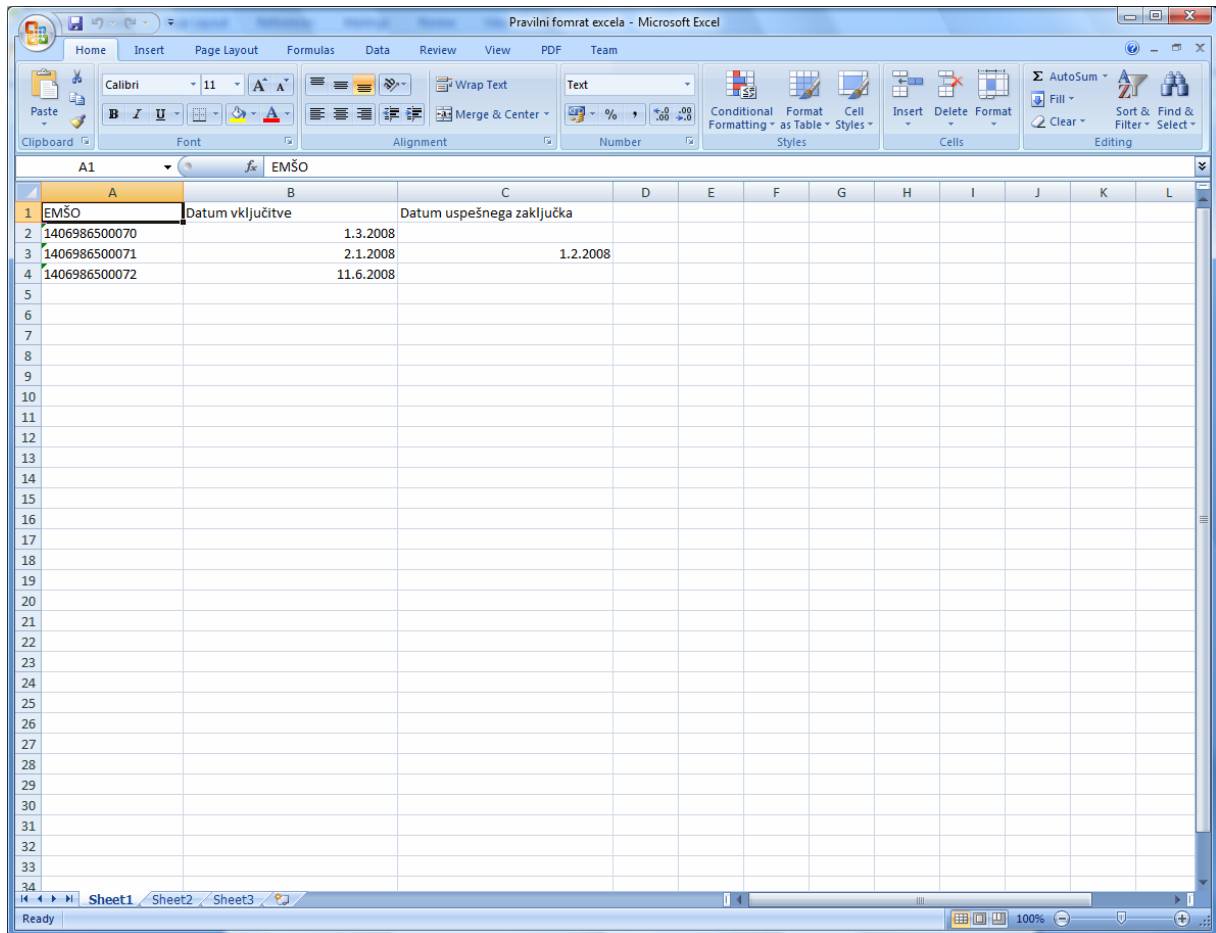 Pravilni fomrat excela - Microsoft Excel
Home Insert Page Layout Formulas Data Review View PDF Team
Calibri 11 A A Wrap Text Text Σ AutoSum
Paste Fill
B I U A Merge & Center % , Conditional Formatting Format as Table Cell Styles Insert Delete Format Clear Sort & Filter Find & Select
Clipboard Font Alignment Number Styles Cells Editing
A1 fx EMŠO
A B C D E F G H I J K L
1 EMŠO Datum vključitve Datum uspešnega zaključka
2 1406986500070 1.3.2008
3 1406986500071 2.1.2008 1.2.2008
4 1406986500072 11.6.2008
5
6
7
8
9
10
11
12
13
14
15
16
17
18
19
20
21
22
23
24
25
26
27
28
29
30
31
32
33
34
Sheet1 Sheet2 Sheet3
Ready 100%